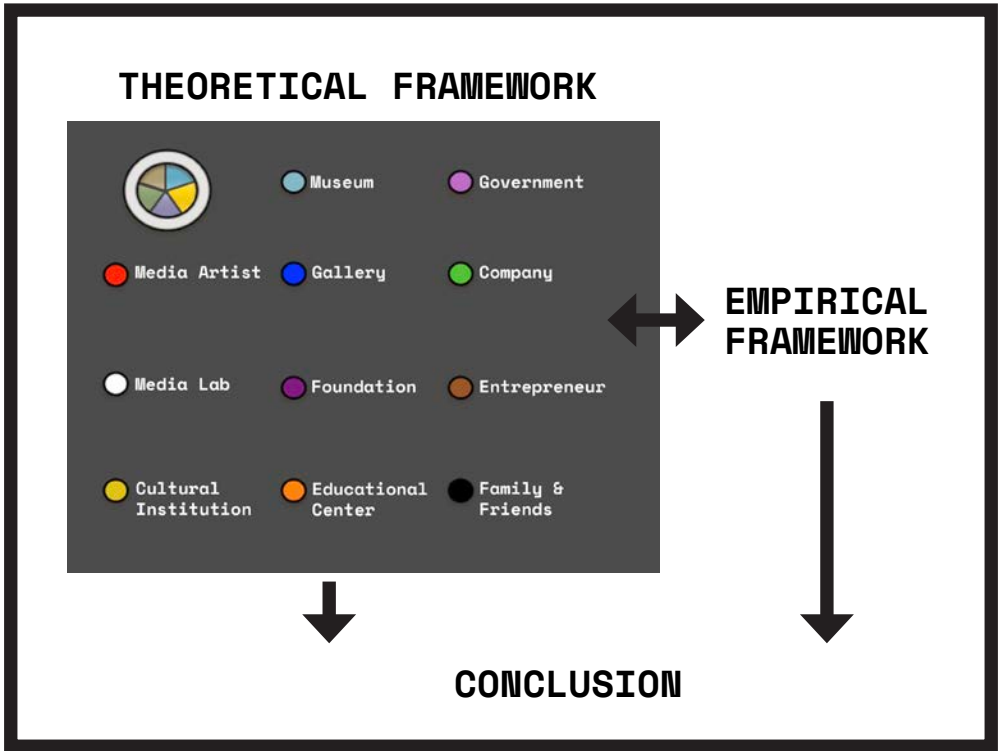 THEORETICAL FRAMEWORK
Museum
Government
Media Artist
Gallery
Company
EMPIRICAL
FRAMEWORK
Media Lab
Foundation
Entrepreneur
Cultural
Institution
Educational
Center
Family &
Friends
CONCLUSION